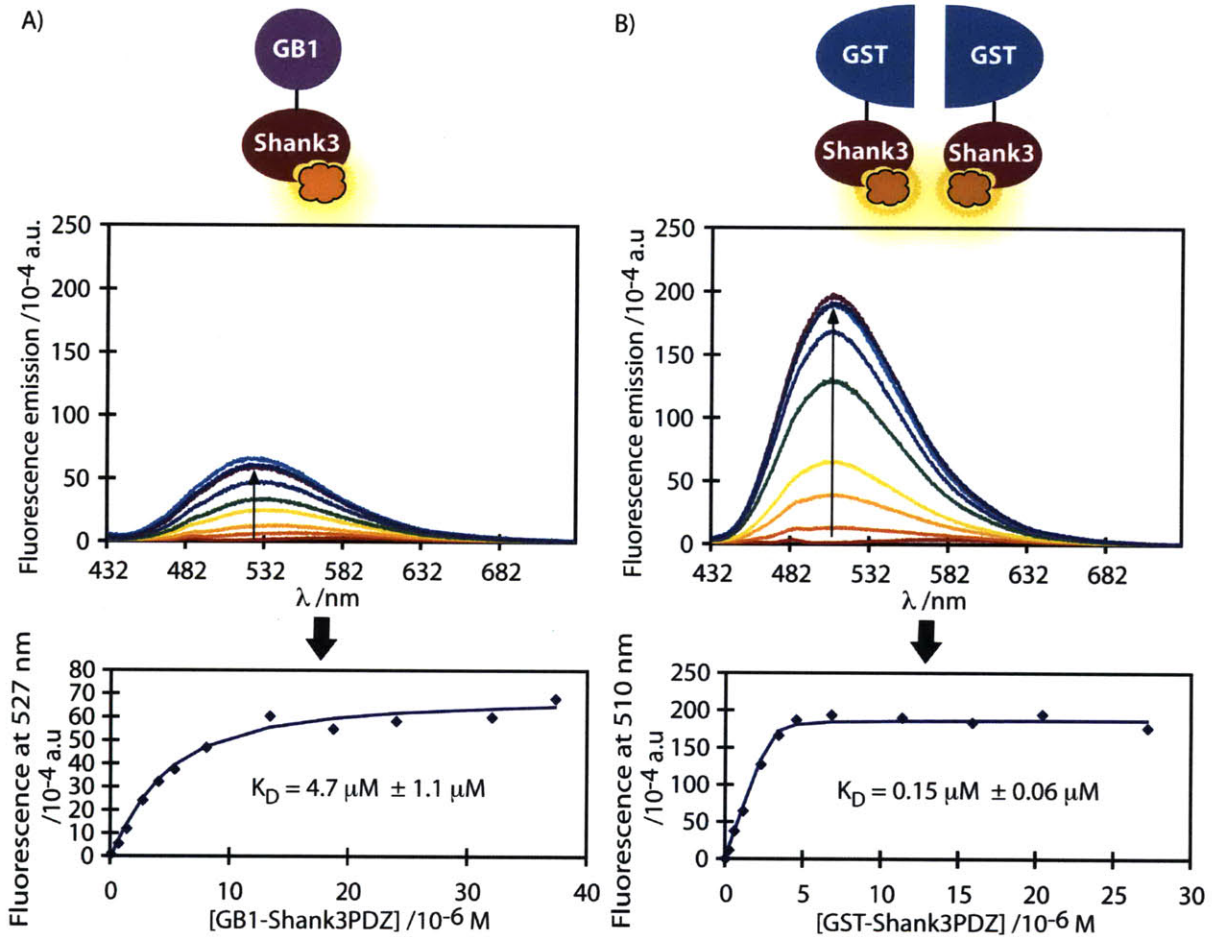 A)
GB1
Shank3
Fluorescence emission /10-4 a.u.
250
200
150
100
50
0
432 482 532 582 632 682
λ /nm
Fluorescence at 527 nm
/10-4 a.u
80
70
60
50
40
30
20
10
0
KD = 4.7 μM ± 1.1 μM
0 10 20 30 40
[GB1-Shank3PDZ] /10-6 M
B)
GST GST
Shank3 Shank3
Fluorescence emission /10-4 a.u
250
200
150
100
50
0
432 482 532 582 632 682
λ /nm
Fluorescence at 510 nm
/10-4 a.u
250
200
150
100
50
0
KD = 0.15 μM ± 0.06 μM
0 5 10 15 20 25 30
[GST-Shank3PDZ] /10-6 M